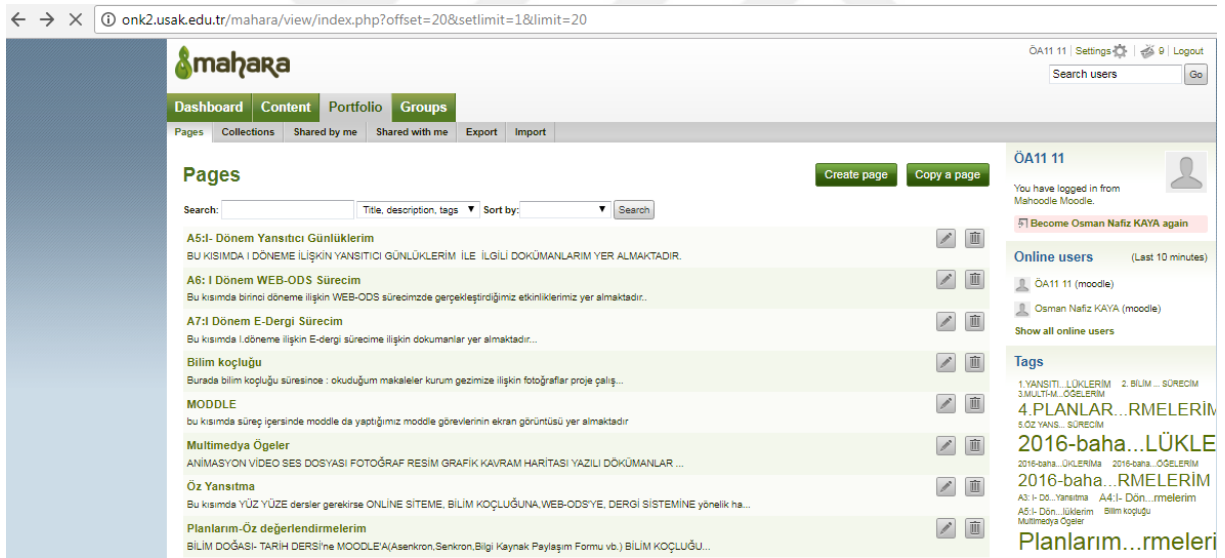 onk2.usak.edu.tr/mahara/view/index.php?offset=20&setlimit=1&limit=20
mahara
ÖA11 11 | Settings | 9 | Logout
Search users Go
Dashboard Content Portfolio Groups
Pages Collections Shared by me Shared with me Export Import
Pages
Create page Copy a page
Search: Title, description, tags ▼ Sort by: ▼ Search
A5:I- Dönem Yansıtıcı Günlüklerim
BU KISIMDA I DÖNEME İLİŞKİN YANSITICI GÜNLÜKLERİM İLE İLGİLİ DOKÜMANLARIM YER ALMAKTADIR.
A6: I Dönem WEB-ODS Sürecim
Bu kısımda birinci döneme ilişkin WEB-ODS sürecimzde gerçekleştirdiğimiz etkinliklerimiz yer almaktadır..
A7:I Dönem E-Dergi Sürecim
Bu kısımda I.döneme ilişkin E-dergi sürecime ilişkin dokumanlar yer almaktadır...
Bilim koçluğu
Burada bilim koçluğu süresince : okuduğum makaleler kurum gezimize ilişkin fotoğraflar proje çalış...
MODDLE
bu kısımda süreç içersinde moddle da yaptığımız moddle görevlerinin ekran görüntüsü yer almaktadır
Multimedya Ögeler
ANİMASYON VİDEO SES DOSYASI FOTOĞRAF RESİM GRAFİK KAVRAM HARİTASI YAZILI DÖKÜMANLAR ...
Öz Yansıtma
Bu kısımda YÜZ YÜZE dersler gerekirse ONLİNE SİTEME, BİLİM KOÇLUĞUNA,WEB-ODS'YE, DERGİ SİSTEMİNE yönelik ha...
Planlarım-Öz değerlendirmelerim
BİLİM DOĞASI- TARİH DERSİ'ne MOODLE'A(Asenkron,Senkron,Bilgi Kaynak Paylaşım Formu vb.) BİLİM KOÇLUĞU...
ÖA11 11
You have logged in from
Mahoodle Moodle.
Become Osman Nafiz KAYA again
Online users (Last 10 minutes)
ÖA11 11 (moodle)
Osman Nafiz KAYA (moodle)
Show all online users
Tags
1.YANSITI...LÜKLERİM 2. BİLİM ... SÜRECİM
3.MULTİ-M...ÖGELERİM
4.PLANLAR...RMELERİM
5.ÖZ YANS... SÜRECİM
2016-baha...LÜKLE
2016-baha...ÜKLERİMa 2016-baha...ÖGELERİM
2016-baha...RMELERİM
A3: I- Dö...Yansıtma A4:I- Dön...rmelerim
A5:I- Dön...lüklerim Bilim koçluğu
Multimedya Ögeler
Planlarım...rmeleri